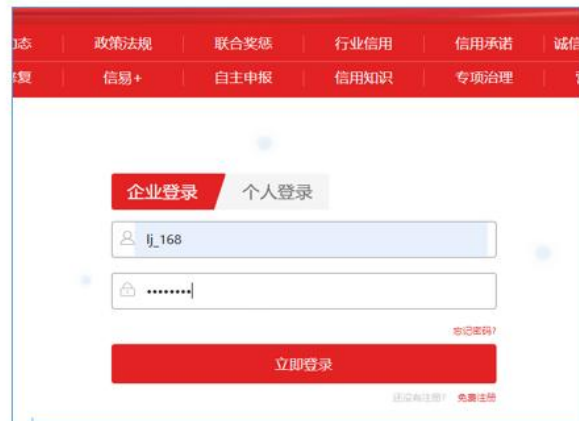 动态 政策法规 联合奖惩 行业信用 信用承诺 诚信
修复 信易+ 自主申报 信用知识 专项治理
企业登录 个人登录
lj_168
••••••••
忘记密码?
立即登录
还没有注册? 免费注册